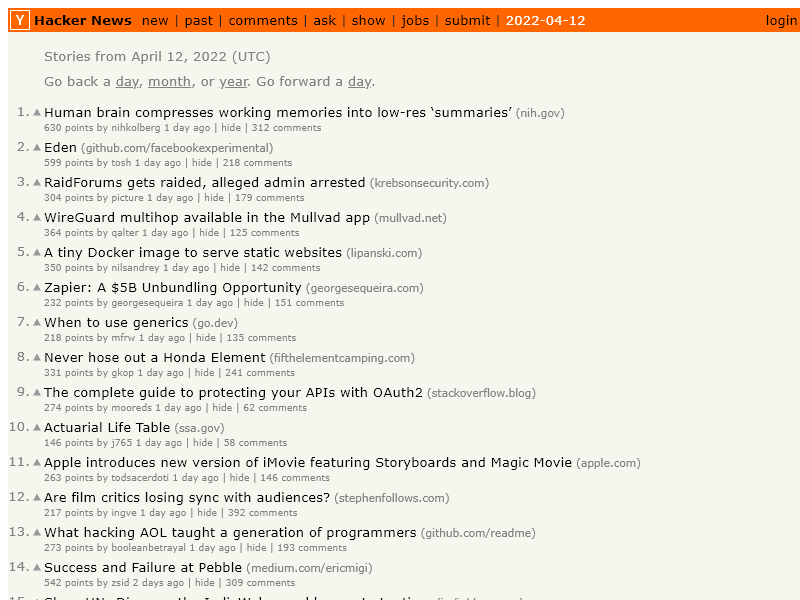 Y Hacker News new | past | comments | ask | show | jobs | submit | 2022-04-12 login
Stories from April 12, 2022 (UTC)
Go back a day, month, or year. Go forward a day.
1. Human brain compresses working memories into low-res ‘summaries’ (nih.gov)
630 points by nihkolberg 1 day ago | hide | 312 comments
2. Eden (github.com/facebookexperimental)
599 points by tosh 1 day ago | hide | 218 comments
3. RaidForums gets raided, alleged admin arrested (krebsonsecurity.com)
304 points by picture 1 day ago | hide | 179 comments
4. WireGuard multihop available in the Mullvad app (mullvad.net)
364 points by qalter 1 day ago | hide | 125 comments
5. A tiny Docker image to serve static websites (lipanski.com)
350 points by nilsandrey 1 day ago | hide | 142 comments
6. Zapier: A $5B Unbundling Opportunity (georgesequeira.com)
232 points by georgesequeira 1 day ago | hide | 151 comments
7. When to use generics (go.dev)
218 points by mfrw 1 day ago | hide | 135 comments
8. Never hose out a Honda Element (fifthelementcamping.com)
331 points by gkop 1 day ago | hide | 241 comments
9. The complete guide to protecting your APIs with OAuth2 (stackoverflow.blog)
274 points by mooreds 1 day ago | hide | 62 comments
10. Actuarial Life Table (ssa.gov)
146 points by j765 1 day ago | hide | 58 comments
11. Apple introduces new version of iMovie featuring Storyboards and Magic Movie (apple.com)
263 points by todsacerdoti 1 day ago | hide | 146 comments
12. Are film critics losing sync with audiences? (stephenfollows.com)
217 points by ingve 1 day ago | hide | 392 comments
13. What hacking AOL taught a generation of programmers (github.com/readme)
273 points by booleanbetrayal 1 day ago | hide | 193 comments
14. Success and Failure at Pebble (medium.com/ericmigi)
542 points by zsid 2 days ago | hide | 309 comments